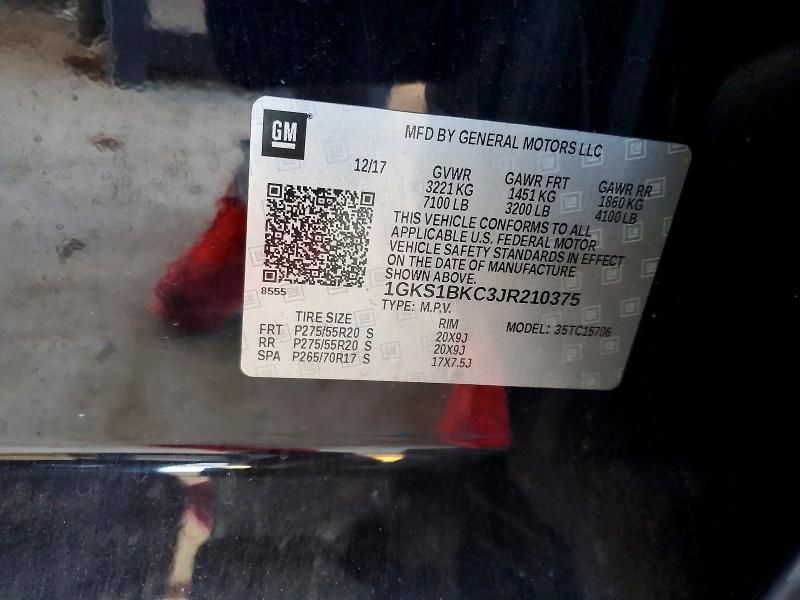 GM
MFD BY GENERAL MOTORS LLC
12/17
GVWR GAWR FRT GAWR RR
3221 KG 1451 KG 1860 KG
7100 LB 3200 LB 4100 LB
THIS VEHICLE CONFORMS TO ALL
APPLICABLE U.S. FEDERAL MOTOR
VEHICLE SAFETY STANDARDS IN EFFECT
ON THE DATE OF MANUFACTURE
SHOWN ABOVE.
8555
1GKS1BKC3JR210375
TYPE: M.P.V.
TIRE SIZE RIM MODEL: 35TC15706
FRT P275/55R20 S 20X9J
RR P275/55R20 S 20X9J
SPA P265/70R17 S 17X7.5J